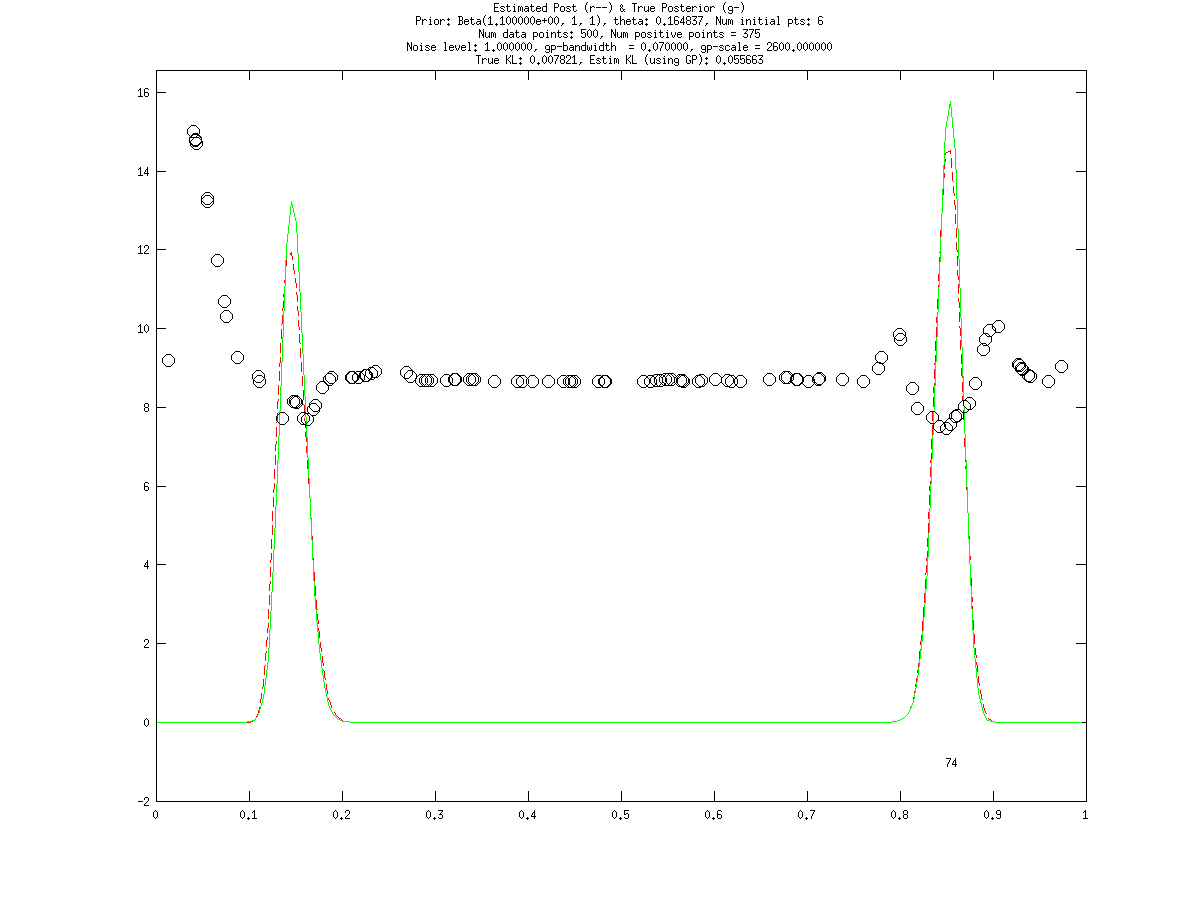 Estimated Post (r--) & True Posterior (g-)
Prior: Beta(1.100000e+00, 1, 1), theta: 0.164837, Num initial pts: 6
Num data points: 500, Num positive points = 375
Noise level: 1.000000, gp-bandwidth  = 0.070000, gp-scale = 2600.000000
True KL: 0.007821, Estim KL (using GP): 0.055663
16
14
12
10
8
6
4
2
0
74
-2
0 0.1 0.2 0.3 0.4 0.5 0.6 0.7 0.8 0.9 1